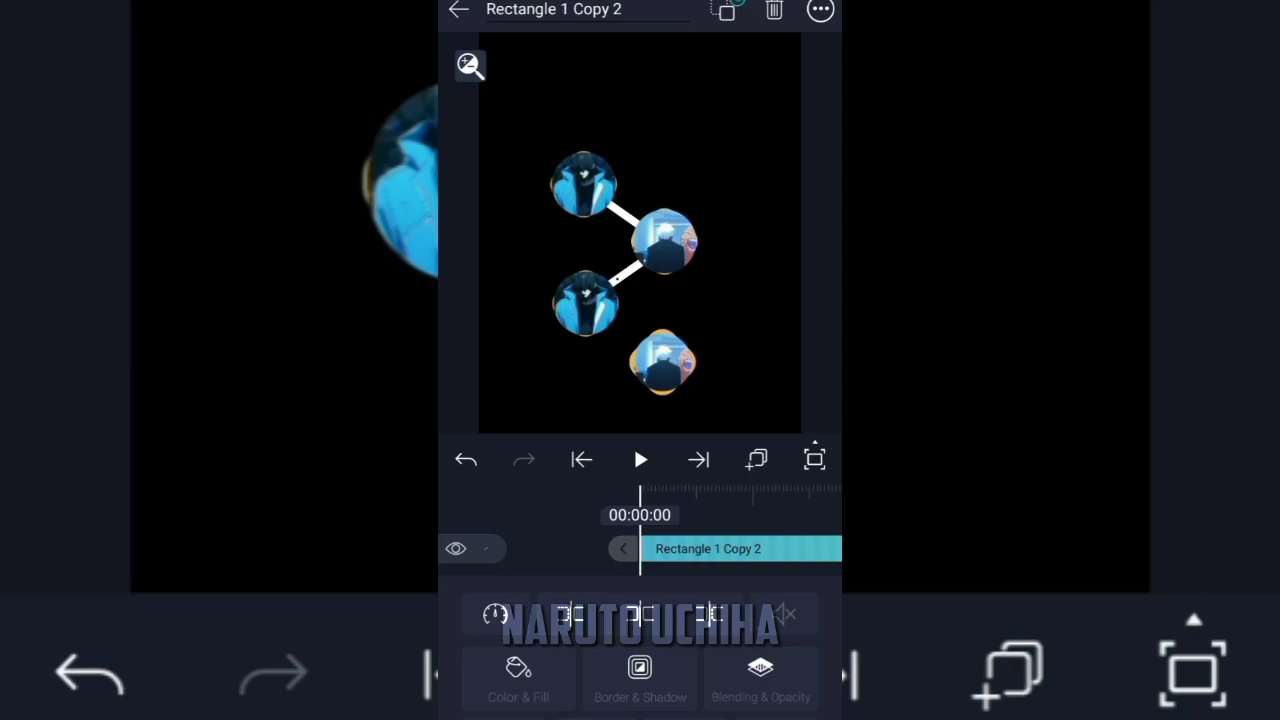 Rectangle 1 Copy 2
00:00:00
Rectangle 1 Copy 2
NARUTO UCHIHA
Color & Fill
Border & Shadow
Blending & Opacity